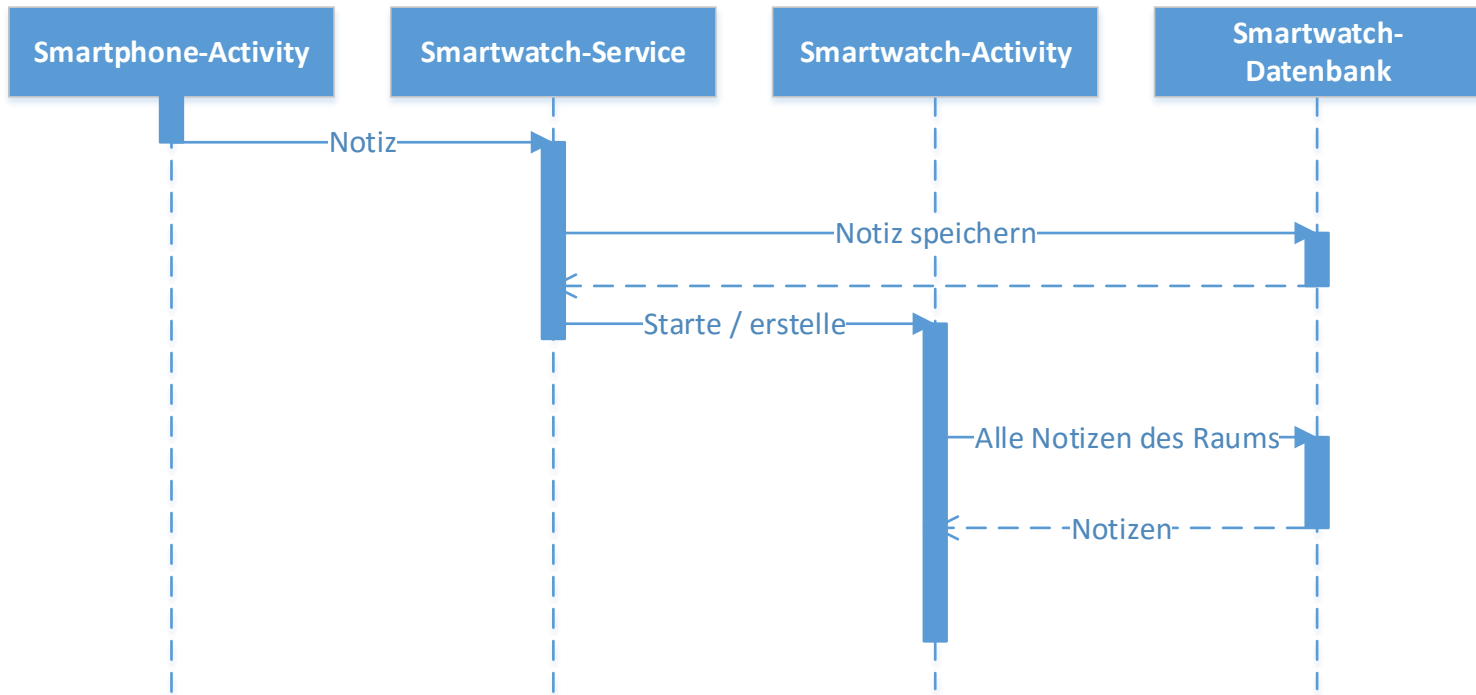 Smartphone-Activity
Smartwatch-Service
Smartwatch-Activity
Smartwatch-
Datenbank
Notiz
Notiz speichern
Starte / erstelle
Alle Notizen des Raums
Notizen